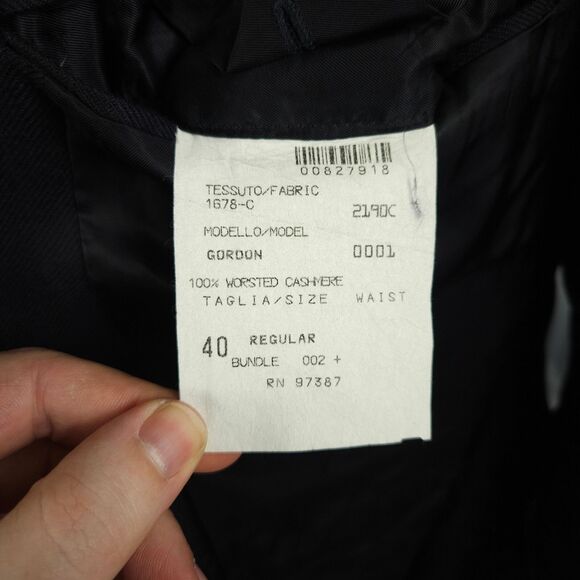 00827918
TESSUTO/FABRIC
1678-C 2190C
MODELLO/MODEL
GORDON 0001
100% WORSTED CASHMERE
TAGLIA/SIZE WAIST
40 REGULAR
BUNDLE 002 +
RN 97387